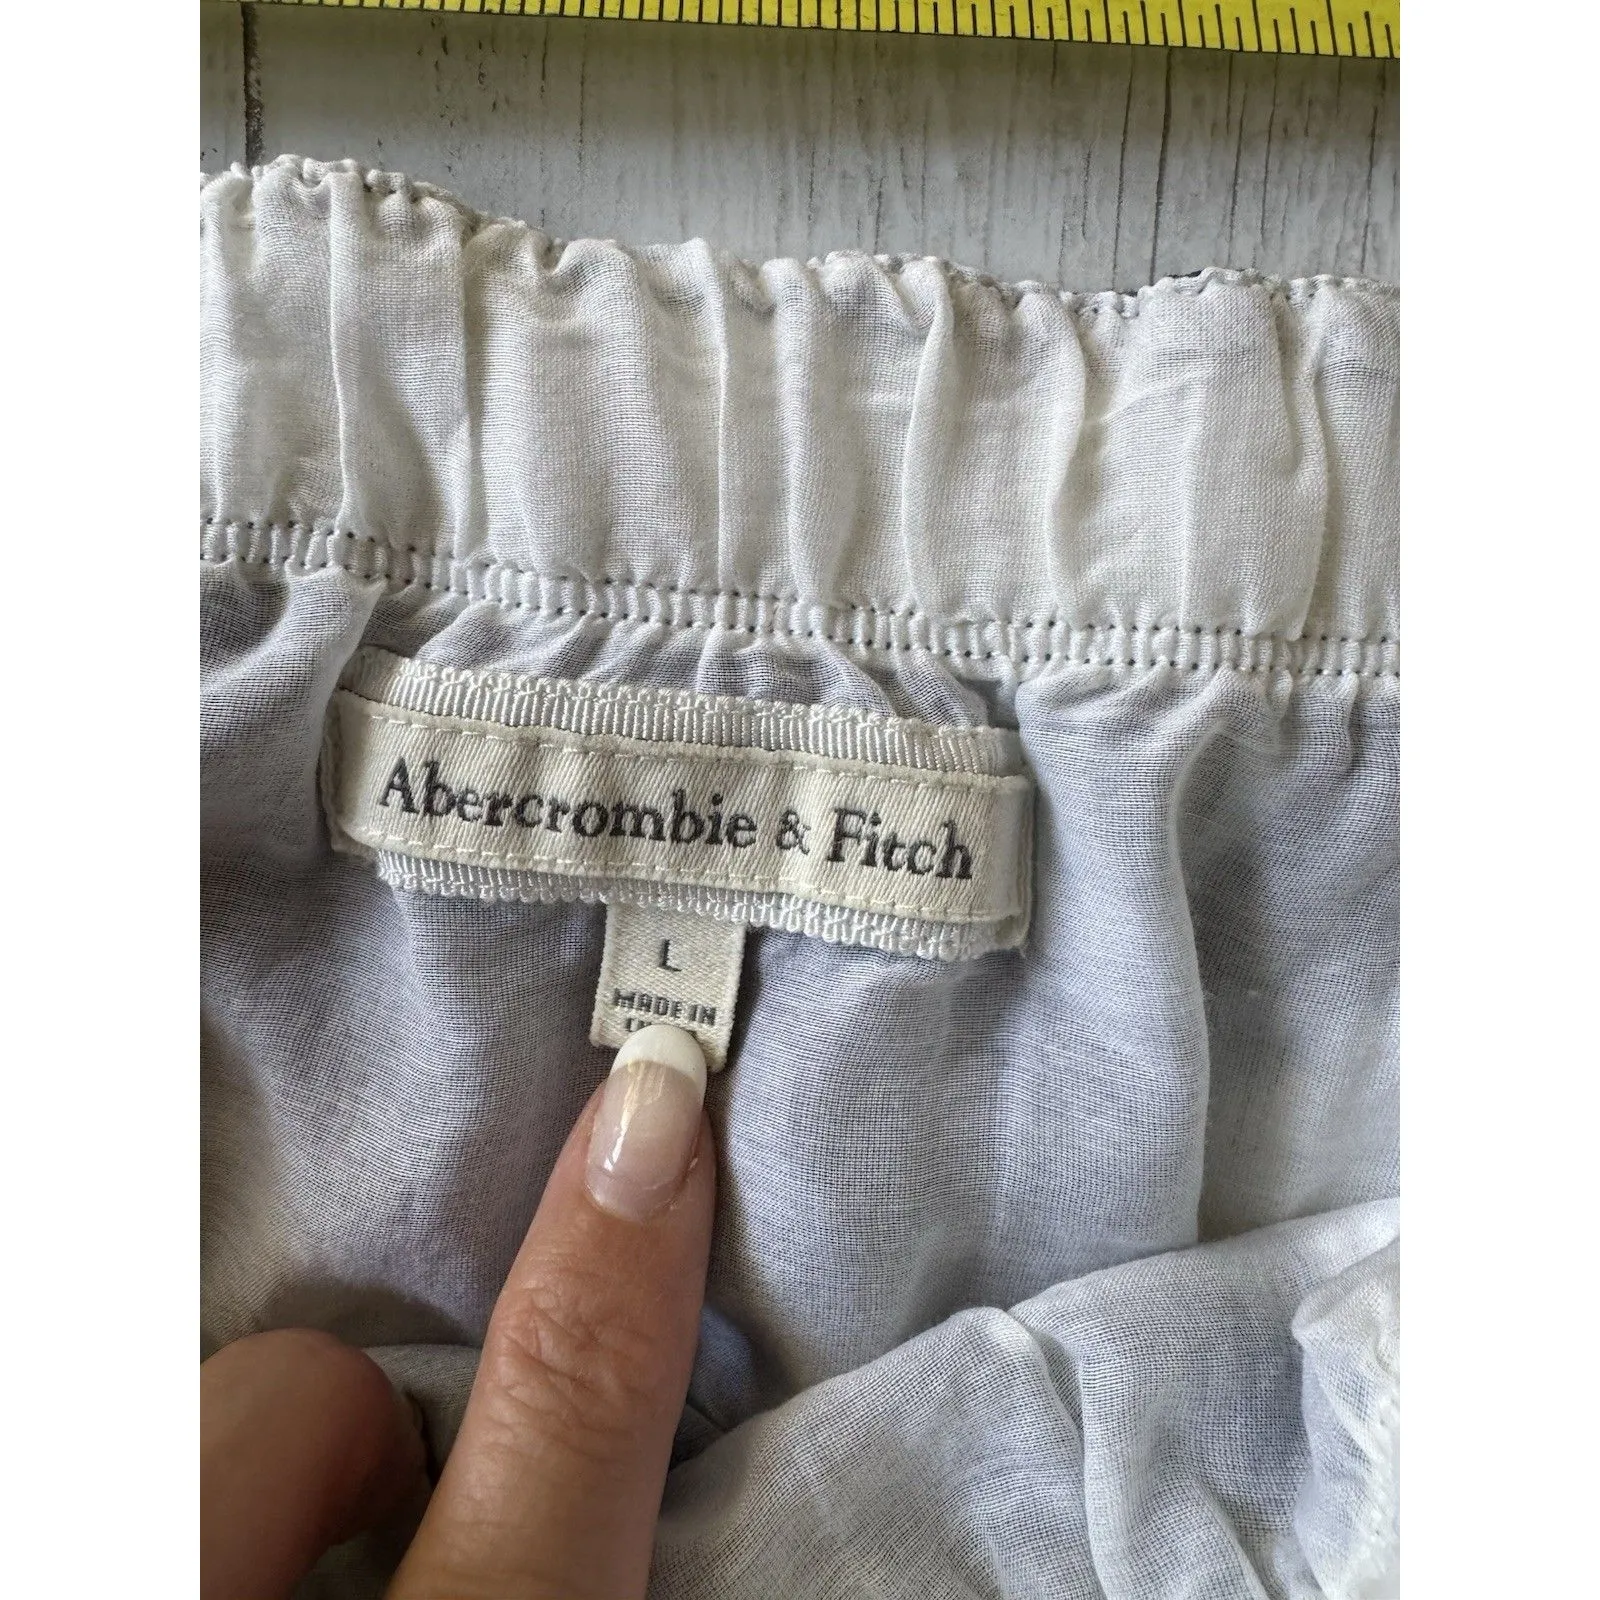 Abercrombie & Fitch
L
MADE IN